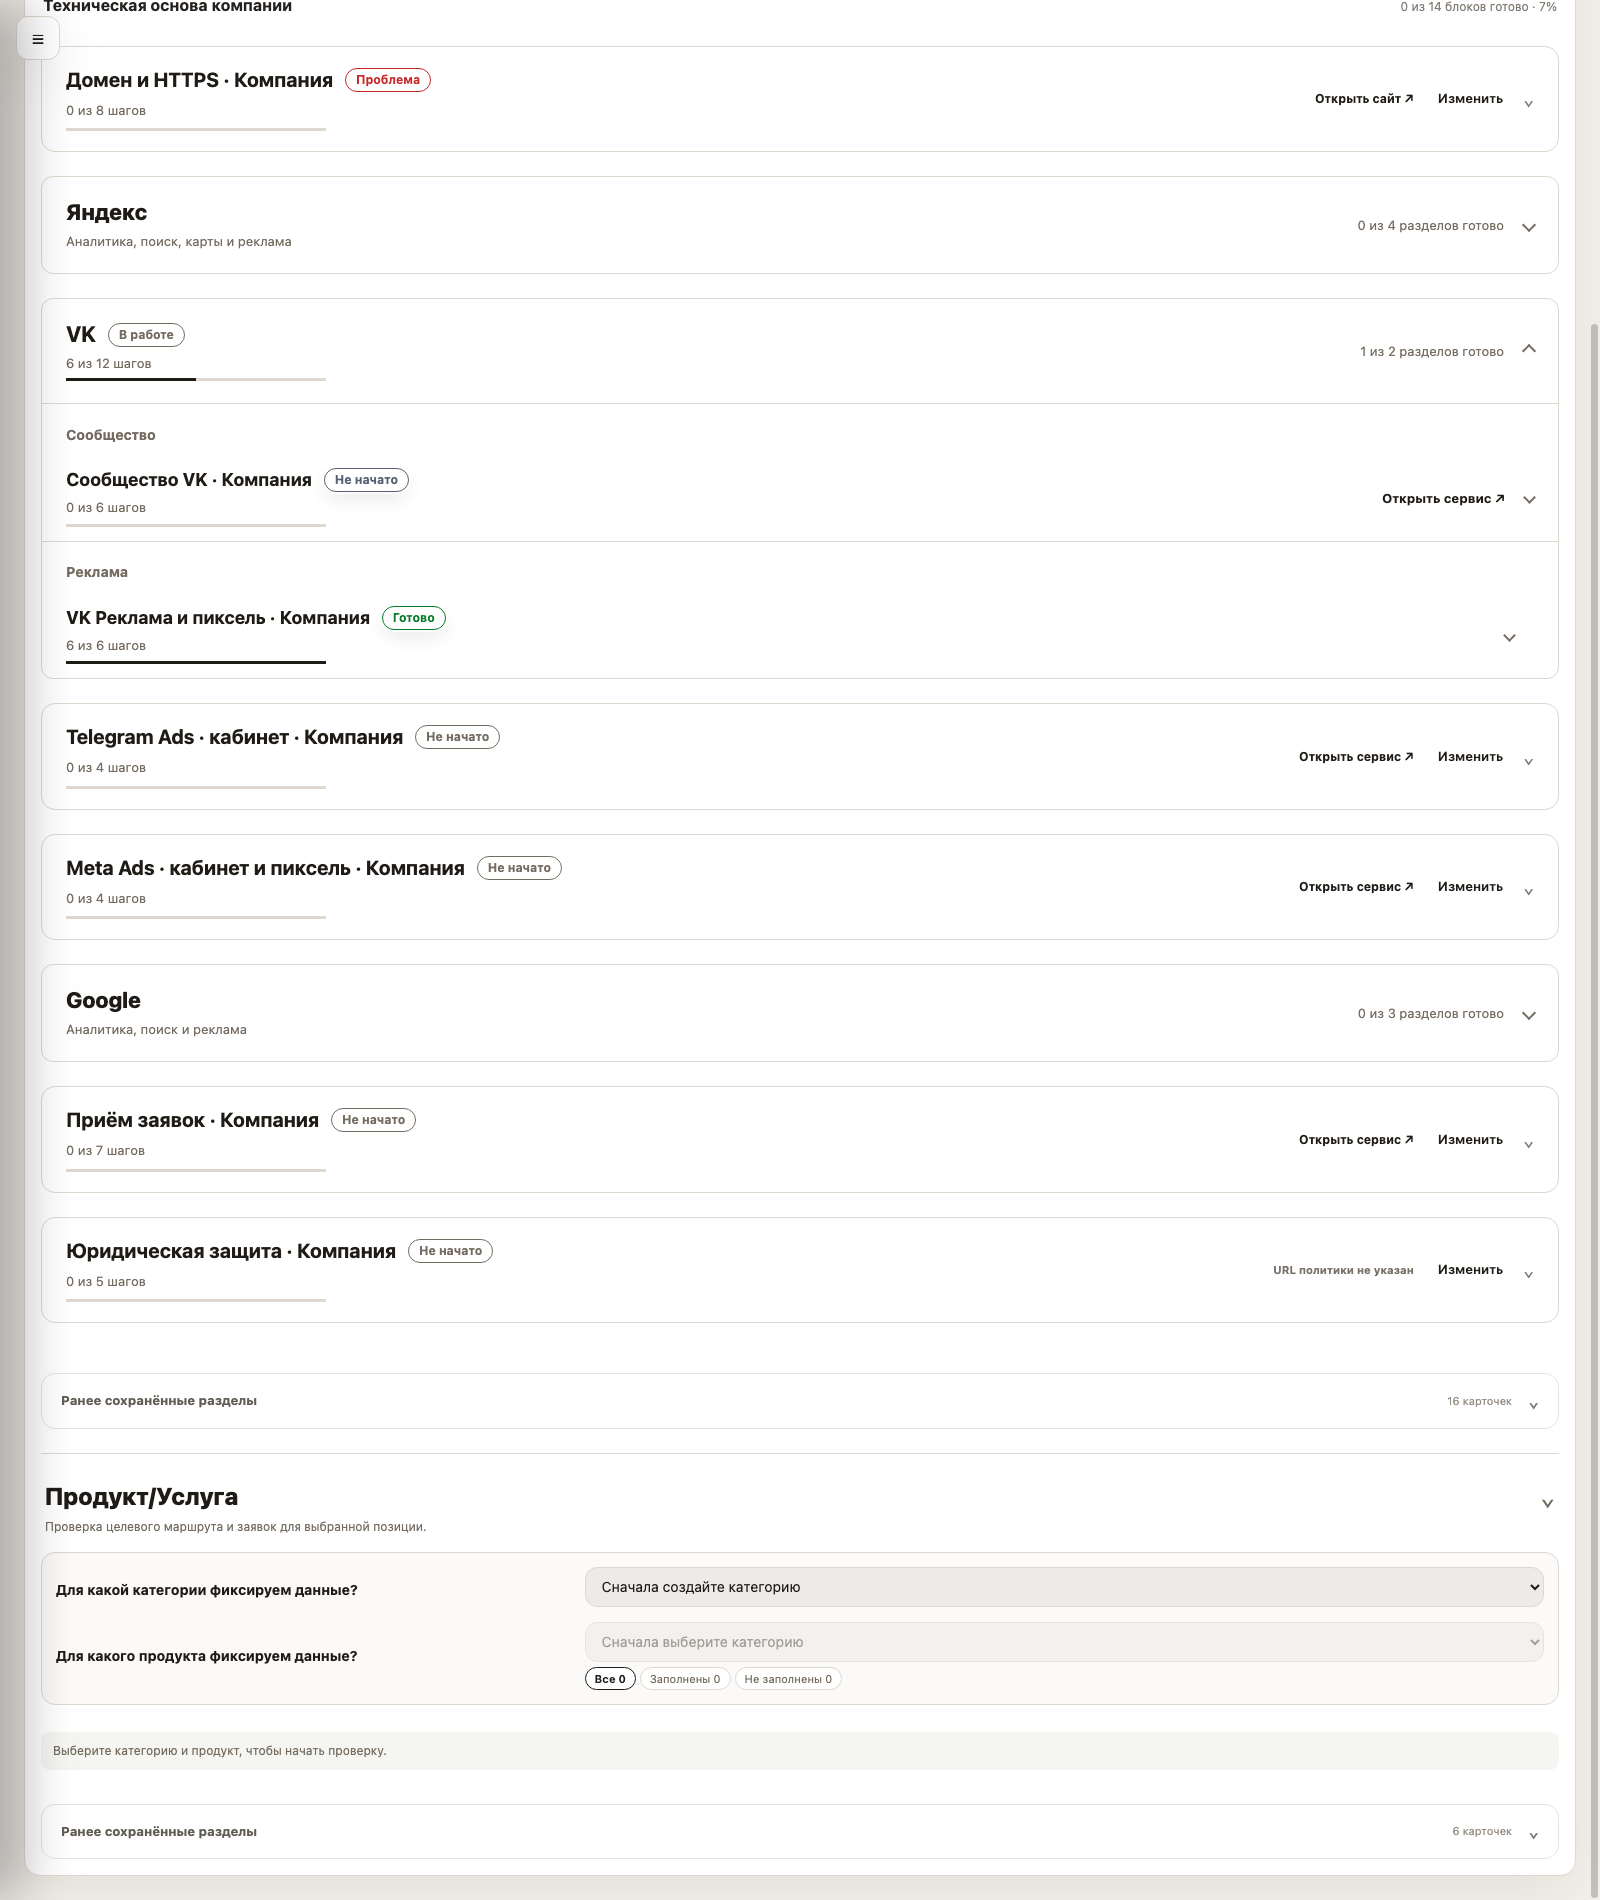 Техническая основа компании
0 из 14 блоков готово · 7%
≡
Домен и HTTPS · Компания
Проблема
0 из 8 шагов
Открыть сайт ↗
Изменить
Яндекс
Аналитика, поиск, карты и реклама
0 из 4 разделов готово
VK
В работе
6 из 12 шагов
1 из 2 разделов готово
Сообщество
Сообщество VK · Компания
Не начато
0 из 6 шагов
Открыть сервис ↗
Реклама
VK Реклама и пиксель · Компания
Готово
6 из 6 шагов
Telegram Ads · кабинет · Компания
Не начато
0 из 4 шагов
Открыть сервис ↗
Изменить
Meta Ads · кабинет и пиксель · Компания
Не начато
0 из 4 шагов
Открыть сервис ↗
Изменить
Google
Аналитика, поиск и реклама
0 из 3 разделов готово
Приём заявок · Компания
Не начато
0 из 7 шагов
Открыть сервис ↗
Изменить
Юридическая защита · Компания
Не начато
0 из 5 шагов
URL политики не указан
Изменить
Ранее сохранённые разделы
16 карточек
Продукт/Услуга
Проверка целевого маршрута и заявок для выбранной позиции.
Для какой категории фиксируем данные?
Сначала создайте категорию
Для какого продукта фиксируем данные?
Сначала выберите категорию
Все 0
Заполнены 0
Не заполнены 0
Выберите категорию и продукт, чтобы начать проверку.
Ранее сохранённые разделы
6 карточек